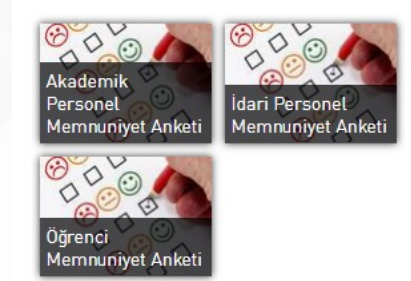 Akademik
Personel
Memnuniyet Anketi
İdari Personel
Memnuniyet Anketi
Öğrenci
Memnuniyet Anketi